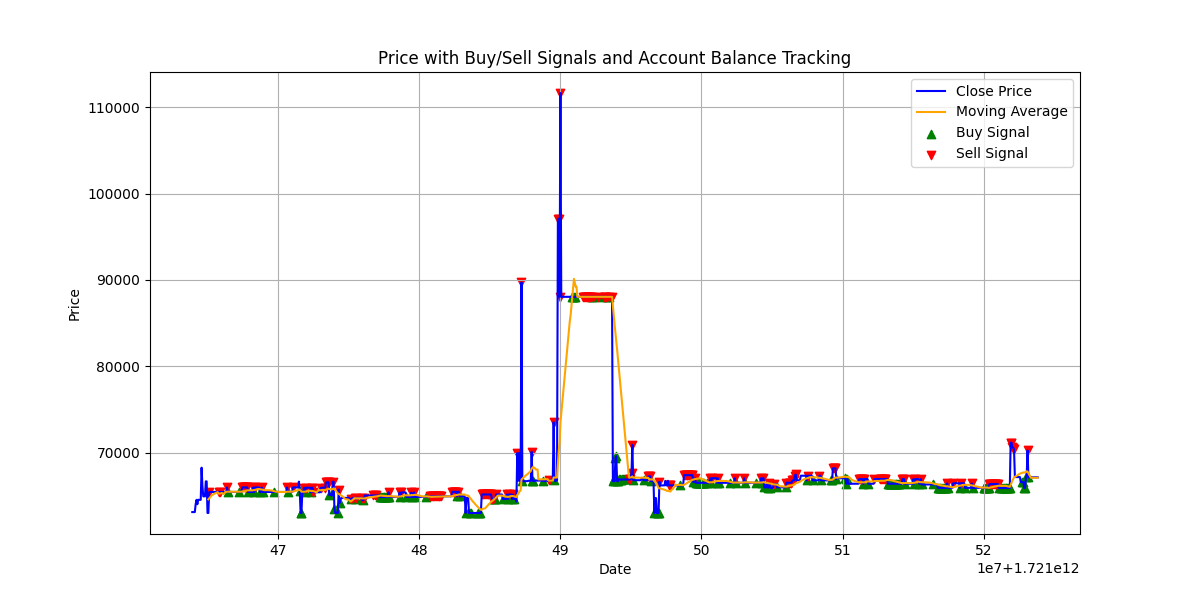 Price with Buy/Sell Signals and Account Balance Tracking
Close Price
Moving Average
Buy Signal
Sell Signal
Price
110000
100000
90000
80000
70000
47 48 49 50 51 52
1e7+1.721e12
Date